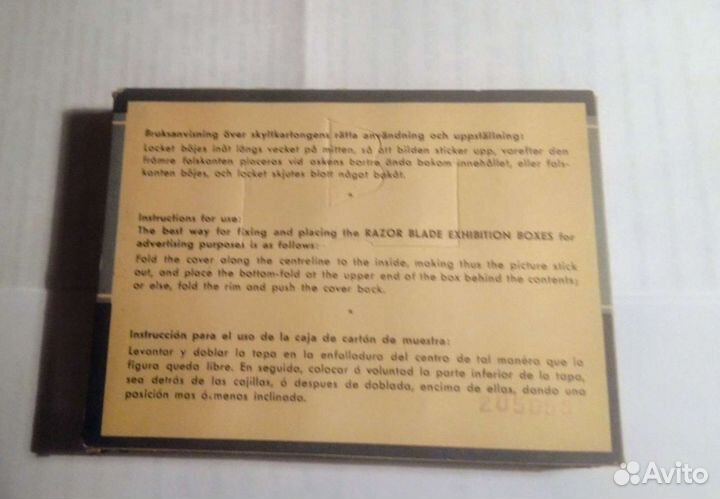 Bruksanvisning över skyltkartongens rätta användning och uppställning:
Locket böjes inåt längs vecket på mitten, så att bilden sticker upp, varefter den
främre falskanten placeras vid askens bortre ända bakom innehållet, eller fals-
kanten böjes, och locket skjutes blott något bakåt.
*
Instructions for use:
The best way for fixing and placing the RAZOR BLADE EXHIBITION BOXES for
advertising purposes is as follows:
Fold the cover along the centreline to the inside, making thus the picture stick
out, and place the bottom-fold at the upper end of the box behind the contents;
or else, fold the rim and push the cover back.
*
Instrucción para el uso de la caja de cartón de muestra:
Levantar y doblar la tapa en la enfalladura del centro de tal manéra que la
figura queda libre. En seguida, colocar á voluntad la parte inferior de la tapa,
sea detrás de las cajillas, ó despues de doblada, encima de ellas, dando una
posición mas ó menos inclinada.
Avito